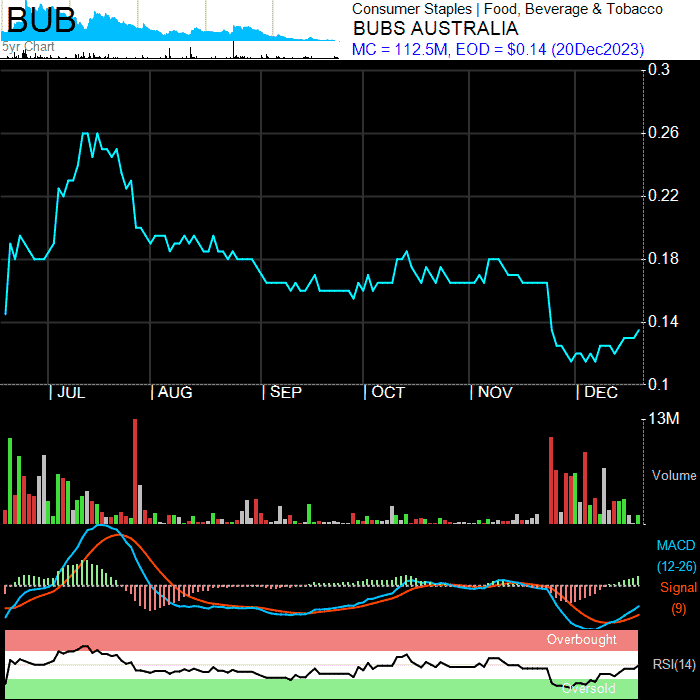 BUB
5yr Chart
Consumer Staples | Food, Beverage & Tobacco
BUBS AUSTRALIA
MC = 112.5M, EOD = $0.14 (20Dec2023)
0.3
0.26
0.22
0.18
0.14
0.1
| JUL | AUG | SEP | OCT | NOV | DEC
13M
Volume
MACD
(12-26)
Signal
(9)
Overbought
RSI(14)
Oversold